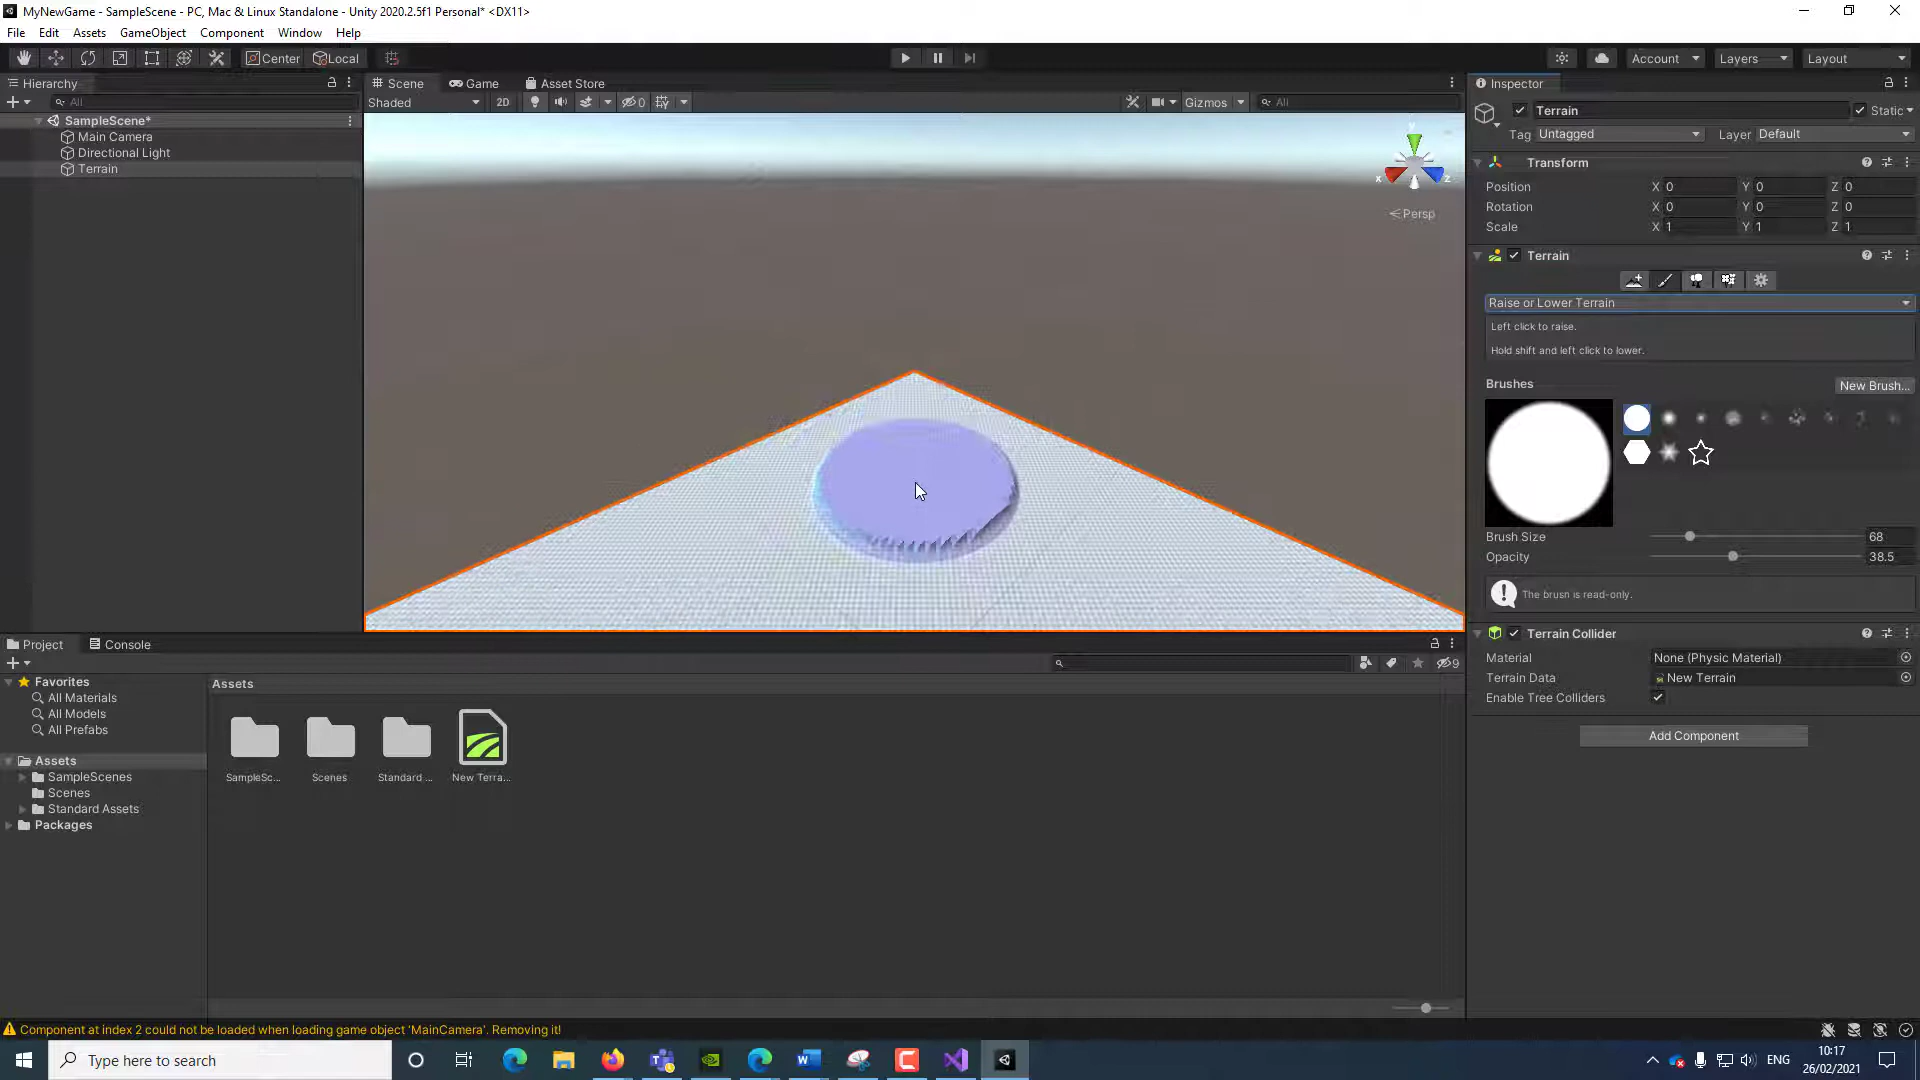 MyNewGame - SampleScene - PC, Mac & Linux Standalone - Unity 2020.2.5f1 Personal* <DX11>
File Edit Assets GameObject Component Window Help
Center Local Account Layers Layout
Hierarchy
All
SampleScene*
Main Camera
Directional Light
Terrain
Scene Game Asset Store
Shaded 2D 0 Gizmos All
y
x z
Persp
Inspector
Terrain Static
Tag Untagged Layer Default
Transform
Position X 0 Y 0 Z 0
Rotation X 0 Y 0 Z 0
Scale X 1 Y 1 Z 1
Terrain
Raise or Lower Terrain
Left click to raise.
Hold shift and left click to lower.
Brushes New Brush...
Brush Size 68
Opacity 38.5
The brush is read-only.
Terrain Collider
Material None (Physic Material)
Terrain Data New Terrain
Enable Tree Colliders
Add Component
Project Console
9
Favorites
All Materials
All Models
All Prefabs
Assets
SampleScenes
Scenes
Standard Assets
Packages
Assets
SampleSc... Scenes Standard ... New Terra...
Component at index 2 could not be loaded when loading game object 'MainCamera'. Removing it!
Type here to search
ENG
10:17
26/02/2021